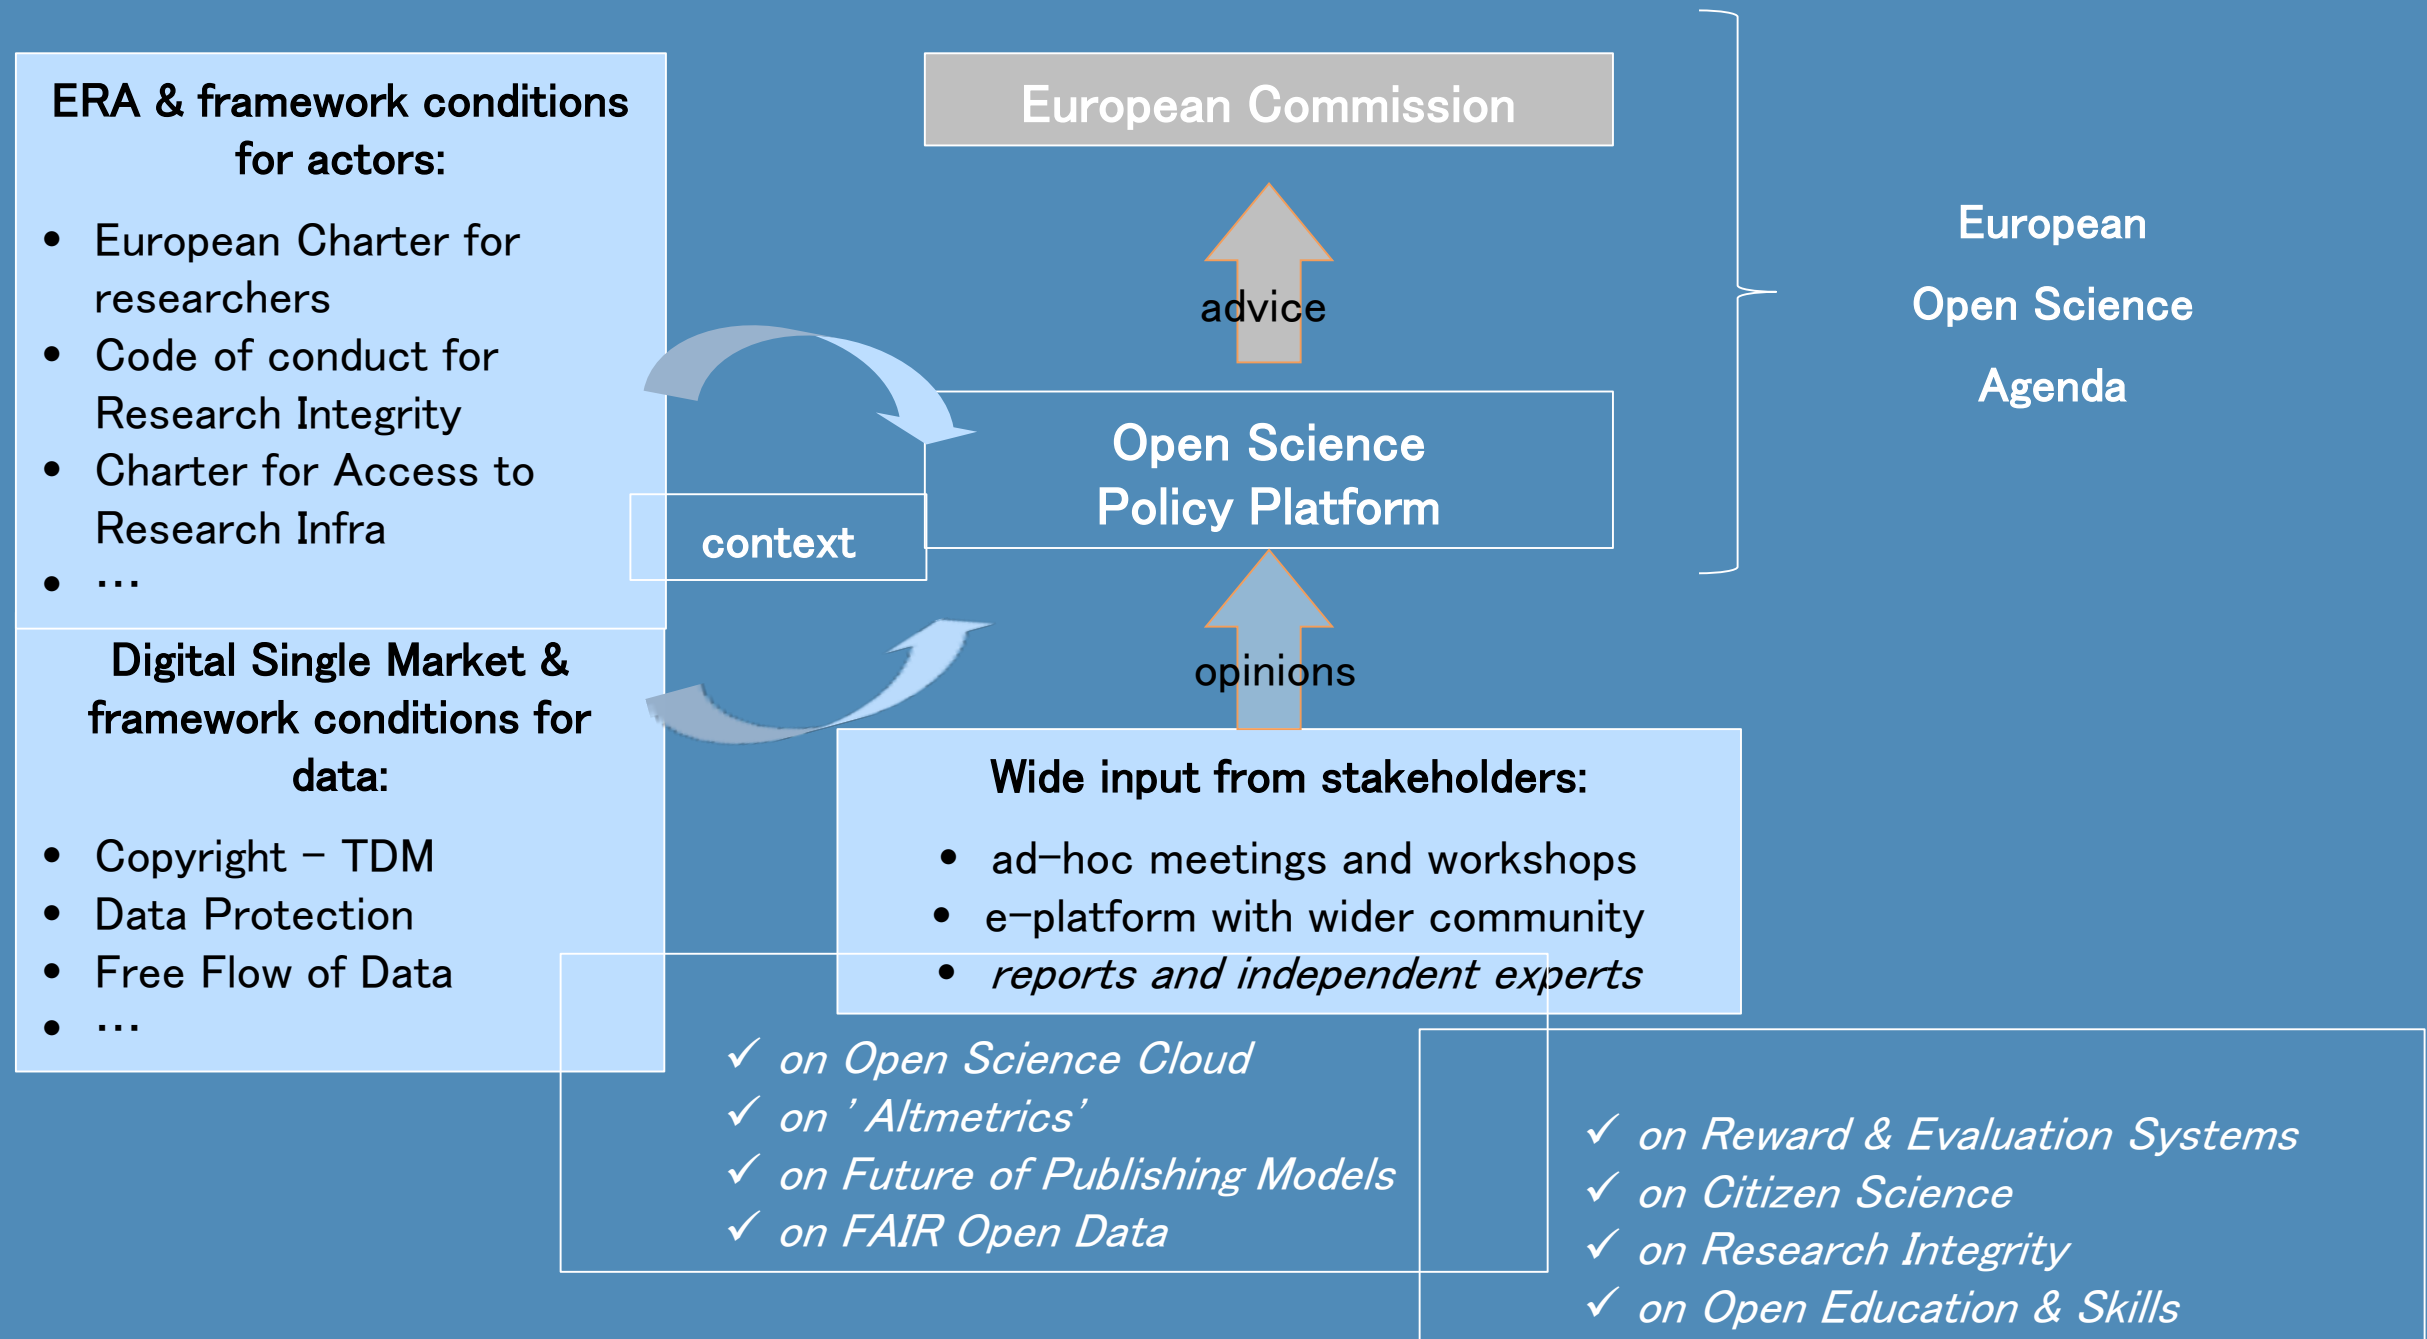 ERA & framework conditions
for actors:
• European Charter for
researchers
• Code of conduct for
Research Integrity
• Charter for Access to
Research Infra
• …
Digital Single Market &
framework conditions for
data:
• Copyright - TDM
• Data Protection
• Free Flow of Data
• …
context
European Commission
advice
Open Science
Policy Platform
opinions
Wide input from stakeholders:
• ad-hoc meetings and workshops
• e-platform with wider community
• reports and independent experts
✓ on Open Science Cloud
✓ on ’Altmetrics’
✓ on Future of Publishing Models
✓ on FAIR Open Data
✓ on Reward & Evaluation Systems
✓ on Citizen Science
✓ on Research Integrity
✓ on Open Education & Skills
European
Open Science
Agenda